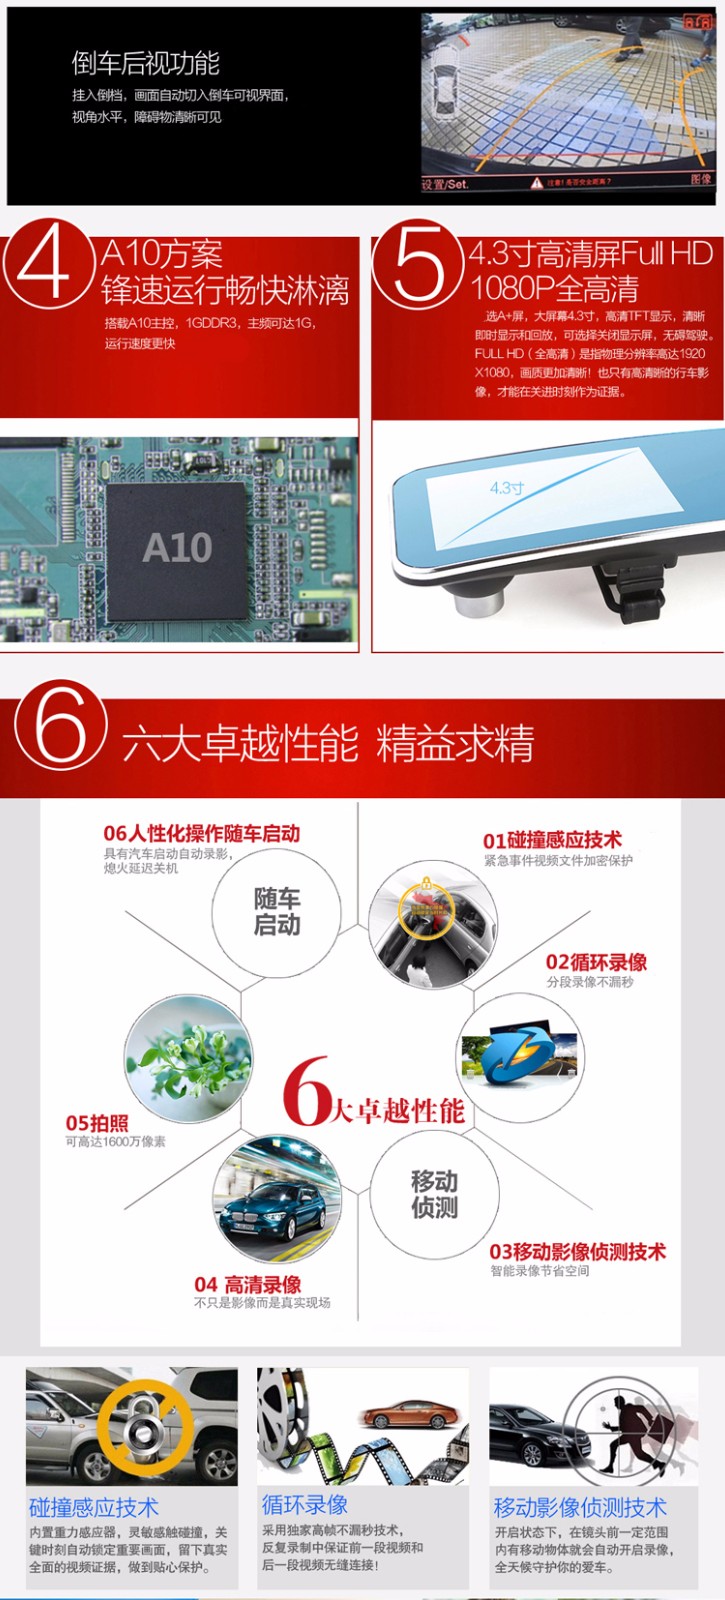 倒车后视功能
挂入倒档，画面自动切入倒车可视界面，
视角水平，障碍物清晰可见
设置/Set.
注意！是否安全距离？
图像
4
A10方案
锋速运行畅快淋漓
搭载A10主控，1GDDR3，主频可达1G，
运行速度更快
A10
5
4.3寸高清屏Full HD
1080P全高清
选A+屏，大屏幕4.3寸，高清TFT显示，清晰
即时显示和回放，可选择关闭显示屏，无碍驾驶。
FULL HD（全高清）是指物理分辨率高达1920
X1080，画质更加清晰！也只有高清晰的行车影
像，才能在关进时刻作为证据。
4.3寸
6
六大卓越性能 精益求精
06人性化操作随车启动
具有汽车启动自动录影，
熄火延迟关机
随车
启动
01碰撞感应技术
紧急事件视频文件加密保护
02循环录像
分段录像不漏秒
6大卓越性能
05拍照
可高达1600万像素
移动
侦测
03移动影像侦测技术
智能录像节省空间
04 高清录像
不只是影像而是真实现场
碰撞感应技术
内置重力感应器，灵敏感触碰撞，关
键时刻自动锁定重要画面，留下真实
全面的视频证据，做到贴心保护。
循环录像
采用独家高帧不漏秒技术，
反复录制中保证前一段视频和
后一段视频无缝连接！
移动影像侦测技术
开启状态下，在镜头前一定范围
内有移动物体就会自动开启录像，
全天候守护你的爱车。